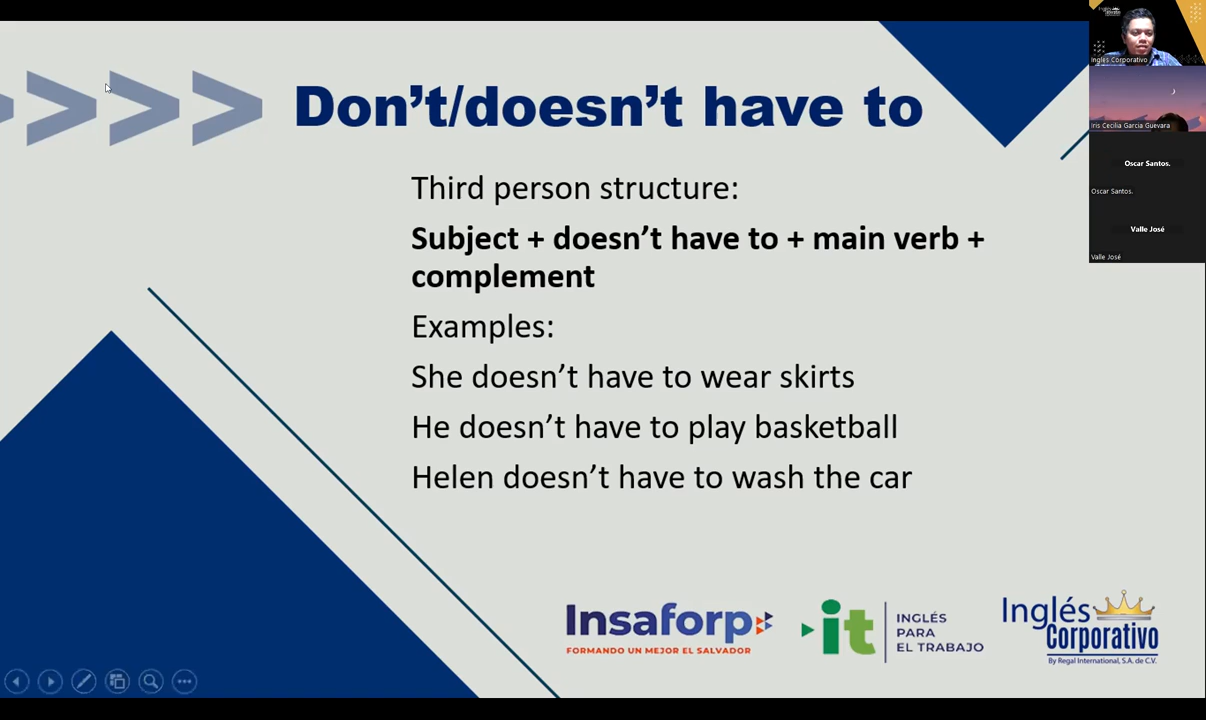 Don't/doesn't have to
Third person structure:
Subject + doesn't have to + main verb +
complement
Examples:
She doesn't have to wear skirts
He doesn't have to play basketball
Helen doesn't have to wash the car
Insaforp
FORMANDO UN MEJOR EL SALVADOR
it
INGLÉS
PARA
EL TRABAJO
Inglés
Corporativo
By Regal International, S.A. de C.V.
Inglés Corporativo
Iris Cecilia Garcia Guevara
Oscar Santos.
Oscar Santos.
Valle José
Valle José